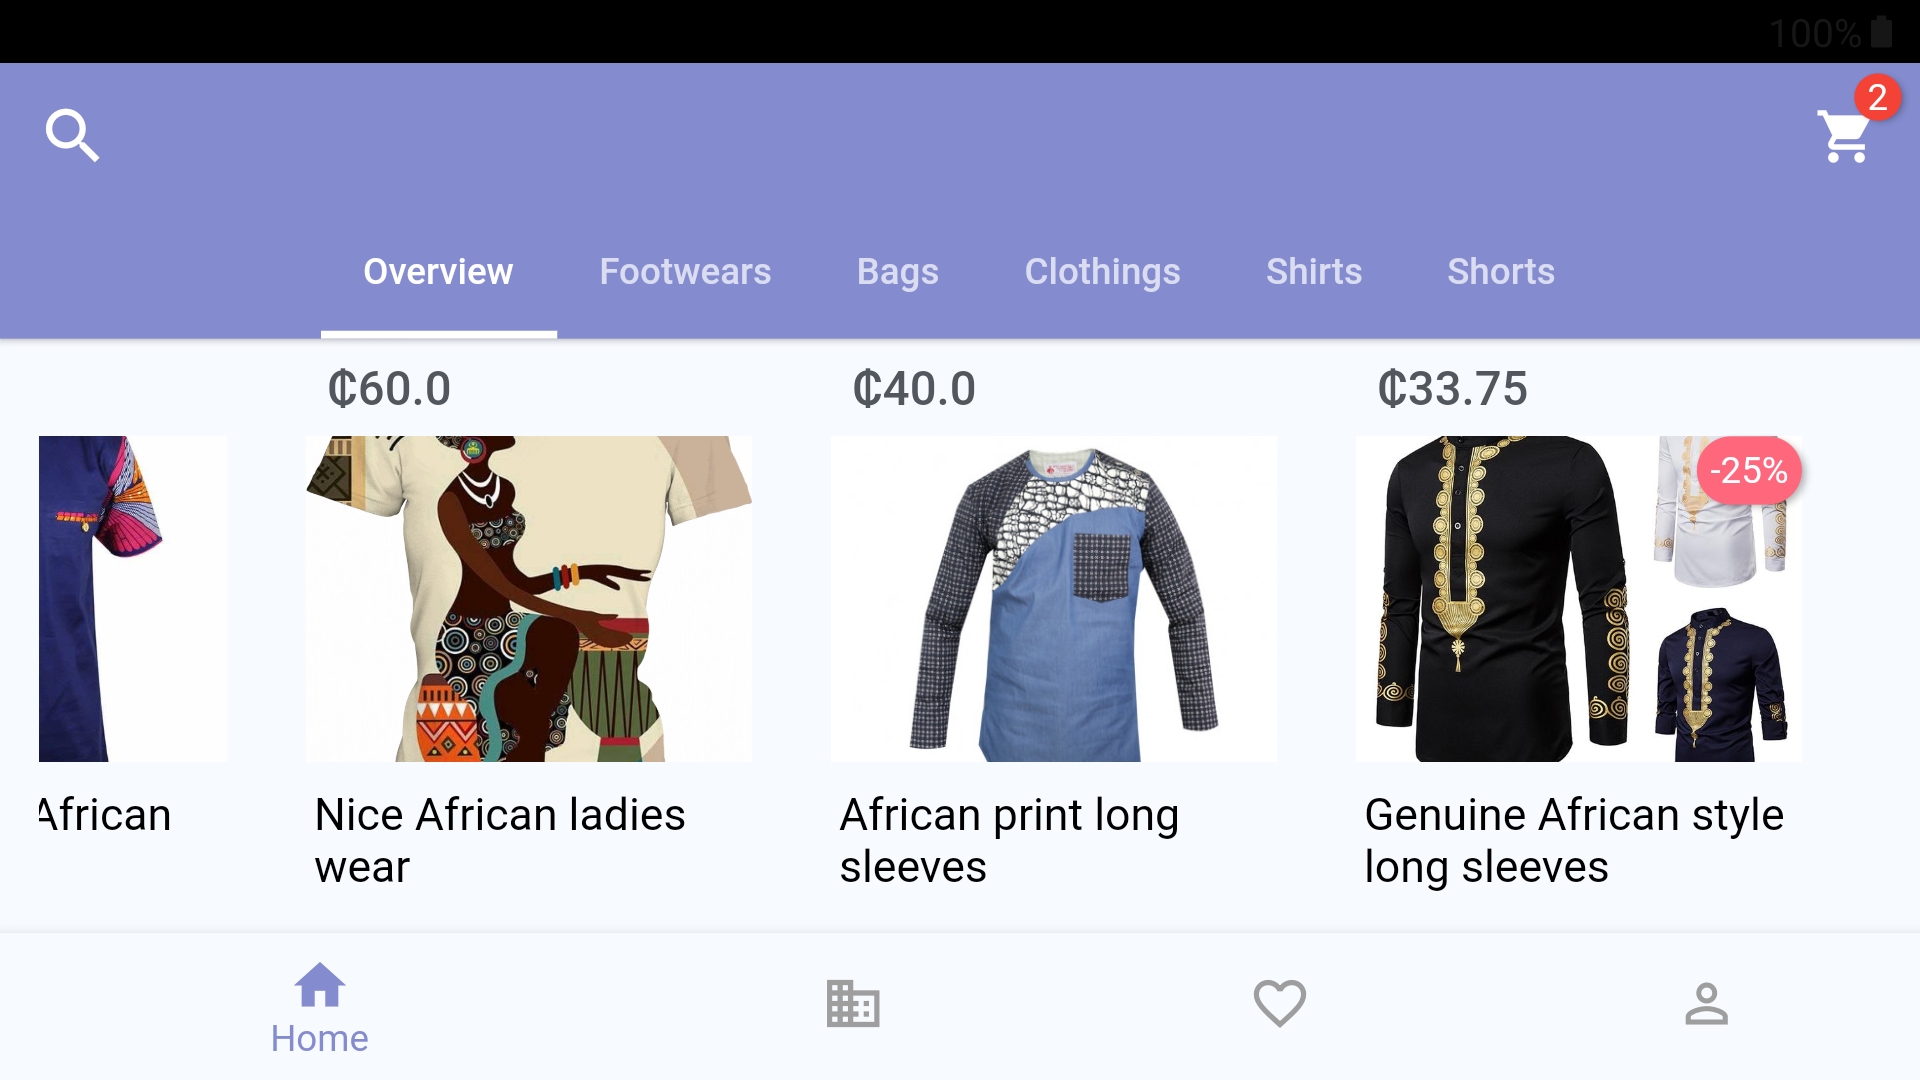 100%
2
Overview
Footwears
Bags
Clothings
Shirts
Shorts
₵60.0
₵40.0
₵33.75
-25%
African
Nice African ladies
wear
African print long
sleeves
Genuine African style
long sleeves
Home